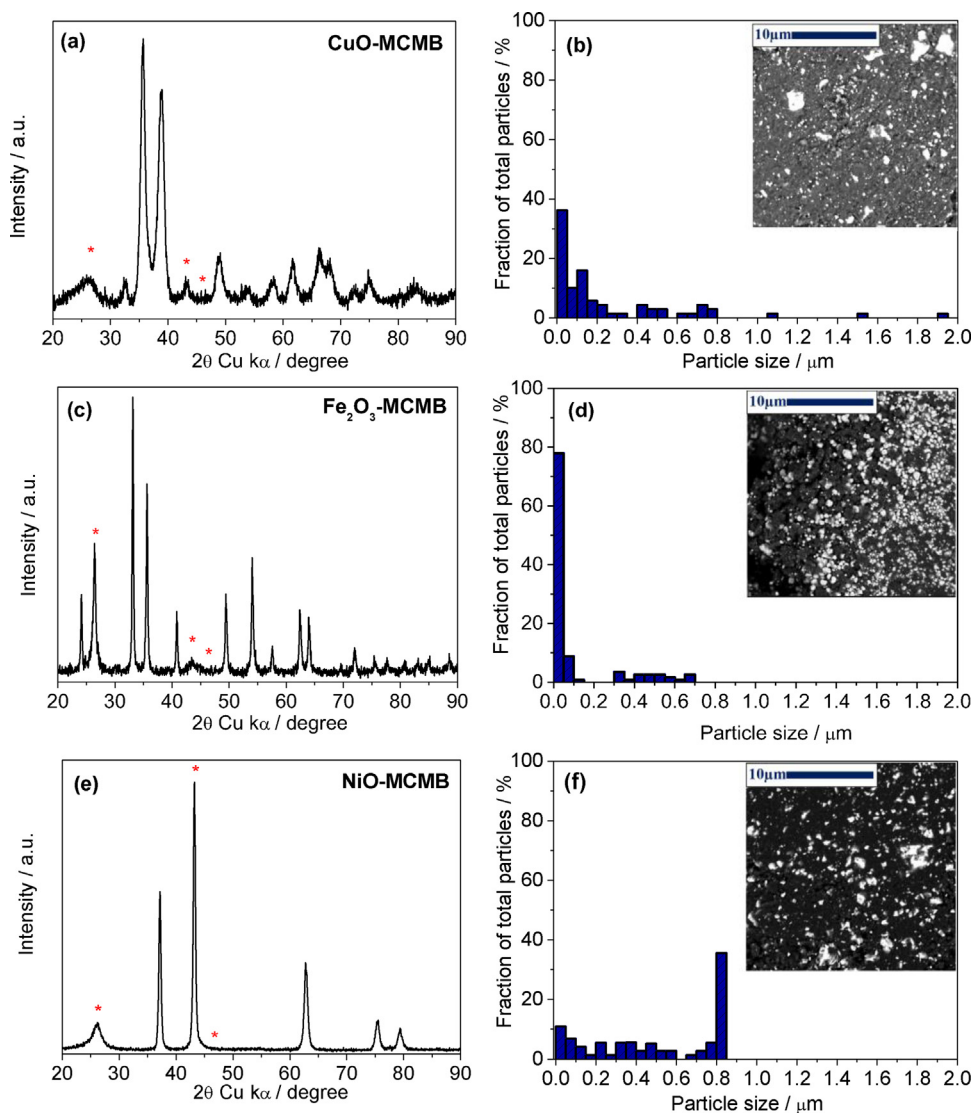 (a)
CuO-MCMB
*
*
*
Intensity / a.u.
20 30 40 50 60 70 80 90
2θ Cu kα / degree
(b)
10µm
Fraction of total particles / %
100
80
60
40
20
0
0.0 0.2 0.4 0.6 0.8 1.0 1.2 1.4 1.6 1.8 2.0
Particle size / µm
(c)
Fe₂O₃-MCMB
*
*
*
Intensity / a.u.
20 30 40 50 60 70 80 90
2θ Cu kα / degree
(d)
10µm
Fraction of total particles / %
100
80
60
40
20
0
0.0 0.2 0.4 0.6 0.8 1.0 1.2 1.4 1.6 1.8 2.0
Particle size / µm
(e)
NiO-MCMB
*
*
*
Intensity / a.u.
20 30 40 50 60 70 80 90
2θ Cu kα / degree
(f)
10µm
Fraction of total particles / %
100
80
60
40
20
0
0.0 0.2 0.4 0.6 0.8 1.0 1.2 1.4 1.6 1.8 2.0
Particle size / µm